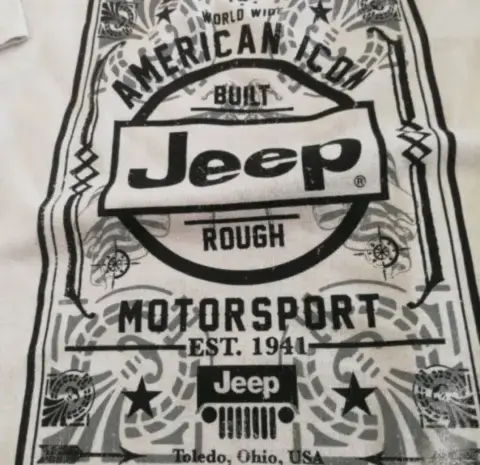 WORLD WIDE
AMERICAN ICON
BUILT
Jeep®
ROUGH
MOTORSPORT
EST. 1941
Jeep
Toledo, Ohio, USA